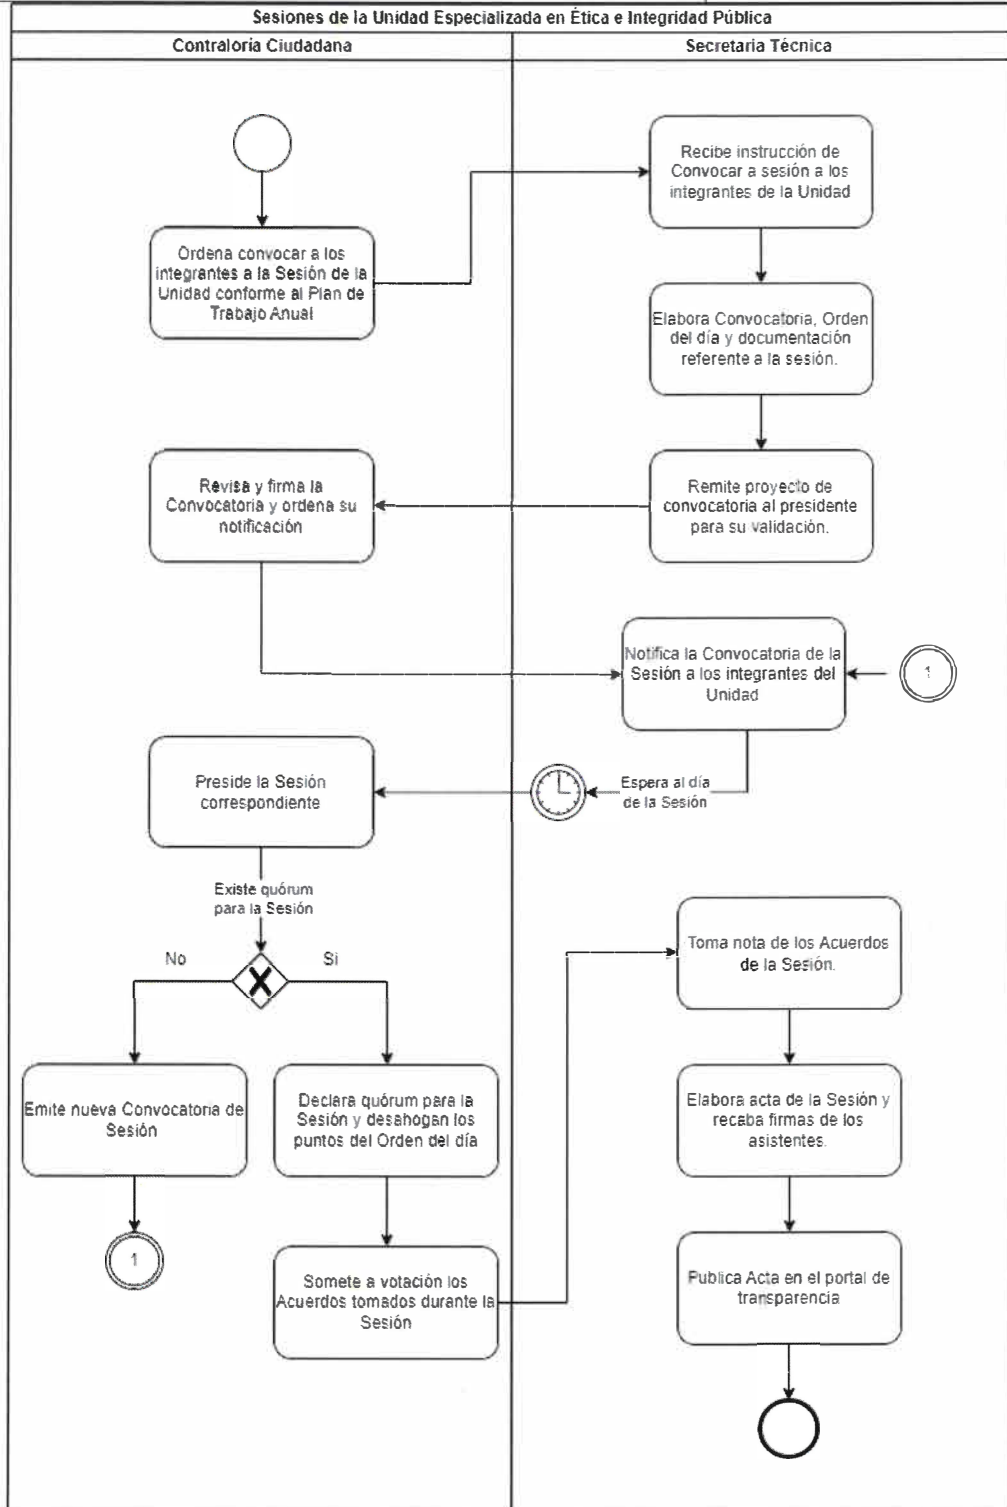 Sesiones de la Unidad Especializada en Ética e Integridad Pública
Contraloría Ciudadana
Secretaria Técnica
Recibe instrucción de
Convocar a sesión a los
integrantes de la Unidad
Ordena convocar a los
integrantes a la Sesión de la
Unidad conforme al Plan de
Trabajo Anual
Elabora Convocatoria, Orden
del día y documentación
referente a la sesión.
Remite proyecto de
convocatoria al presidente
para su validación.
Revisa y firma la
Convocatoria y ordena su
notificación
Notifica la Convocatoria de la
Sesión a los integrantes del
Unidad
1
Espera al día
de la Sesión
Preside la Sesión
correspondiente
Existe quórum
para la Sesión
No
Si
Emite nueva Convocatoria de
Sesión
1
Declara quórum para la
Sesión y desahogan los
puntos del Orden del día
Somete a votación los
Acuerdos tomados durante la
Sesión
Toma nota de los Acuerdos
de la Sesión.
Elabora acta de la Sesión y
recaba firmas de los
asistentes.
Publica Acta en el portal de
transparencia